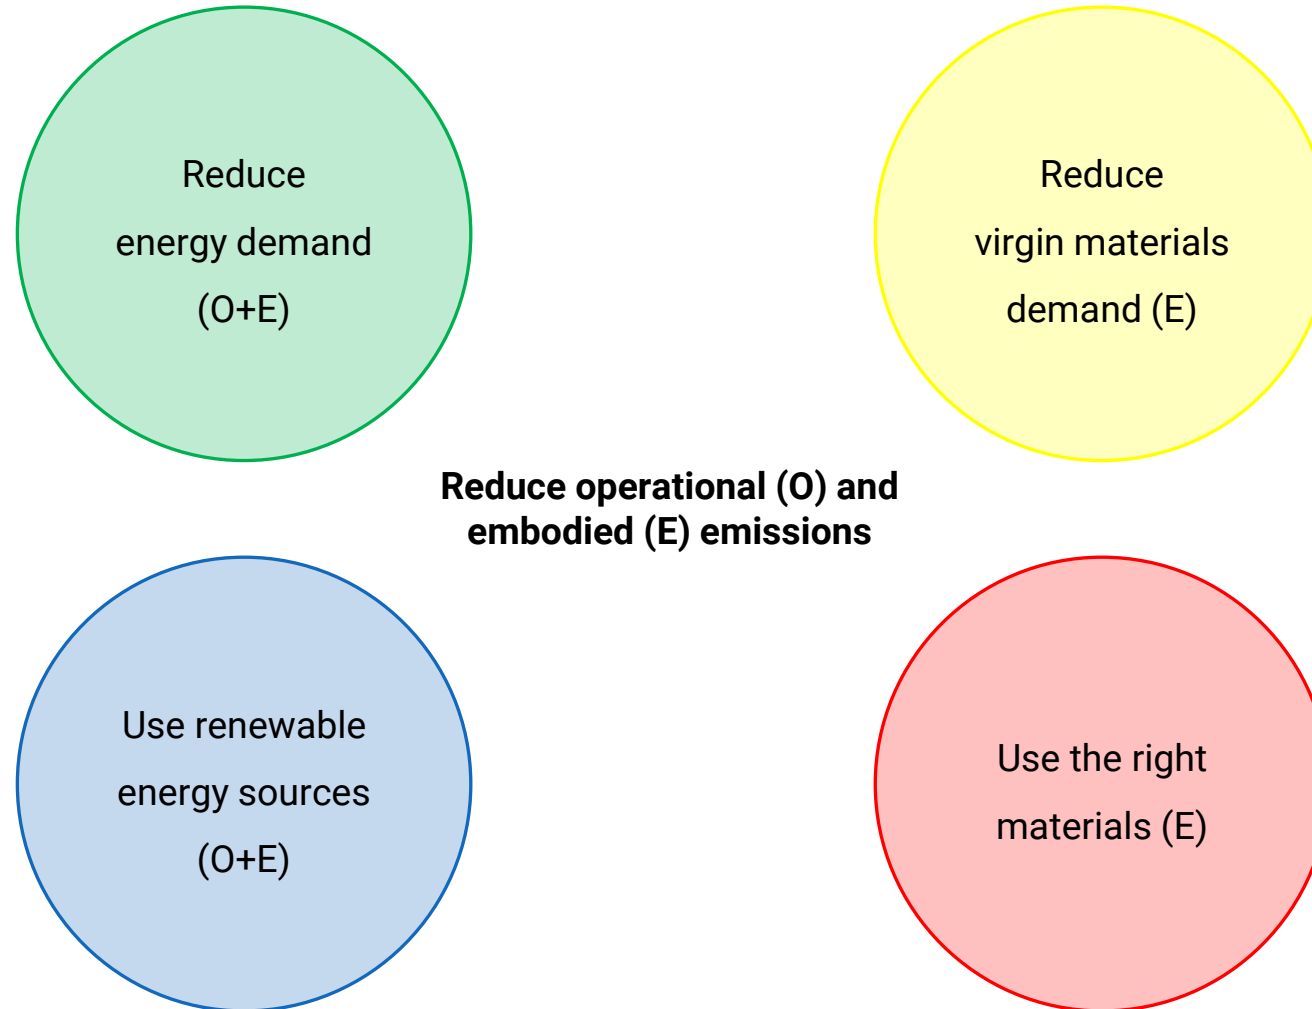 Reduce
energy demand
(O+E)
Reduce
virgin materials
demand (E)
Reduce operational (O) and
embodied (E) emissions
Use renewable
energy sources
(O+E)
Use the right
materials (E)